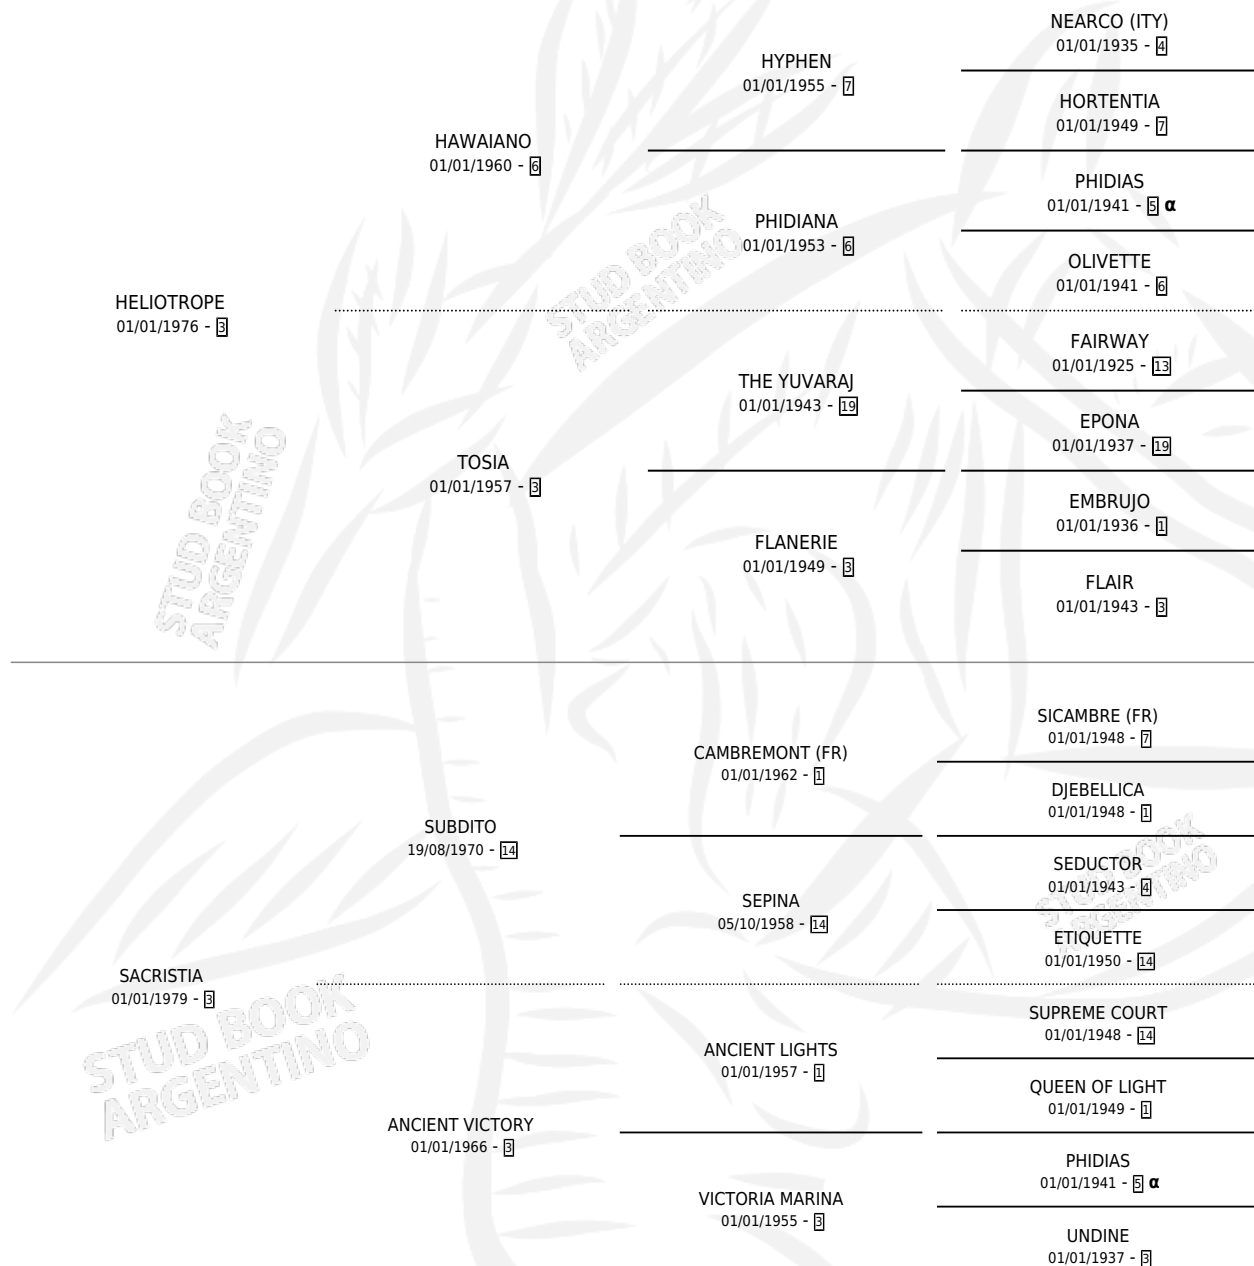 NEARCO (ITY)
01/01/1935 - 4
HYPHEN
01/01/1955 - 7
HORTENTIA
01/01/1949 - 7
HAWAIANO
01/01/1960 - 6
PHIDIAS
01/01/1941 - 5 α
PHIDIANA
01/01/1953 - 6
OLIVETTE
01/01/1941 - 6
HELIOTROPE
01/01/1976 - 3
FAIRWAY
01/01/1925 - 13
THE YUVARAJ
01/01/1943 - 19
EPONA
01/01/1937 - 19
TOSIA
01/01/1957 - 3
EMBRUJO
01/01/1936 - 1
FLANERIE
01/01/1949 - 3
FLAIR
01/01/1943 - 3
SICAMBRE (FR)
01/01/1948 - 7
CAMBREMONT (FR)
01/01/1962 - 1
DJEBELLICA
01/01/1948 - 1
SUBDITO
19/08/1970 - 14
SEDUCTOR
01/01/1943 - 4
SEPINA
05/10/1958 - 14
ETIQUETTE
01/01/1950 - 14
SACRISTIA
01/01/1979 - 3
SUPREME COURT
01/01/1948 - 14
ANCIENT LIGHTS
01/01/1957 - 1
QUEEN OF LIGHT
01/01/1949 - 1
ANCIENT VICTORY
01/01/1966 - 3
PHIDIAS
01/01/1941 - 5 α
VICTORIA MARINA
01/01/1955 - 3
UNDINE
01/01/1937 - 3
STUD BOOK
ARGENTINO
STUD BOOK
ARGENTINO
STUD BOOK
ARGENTINO
STUD BOOK
ARGENTINO